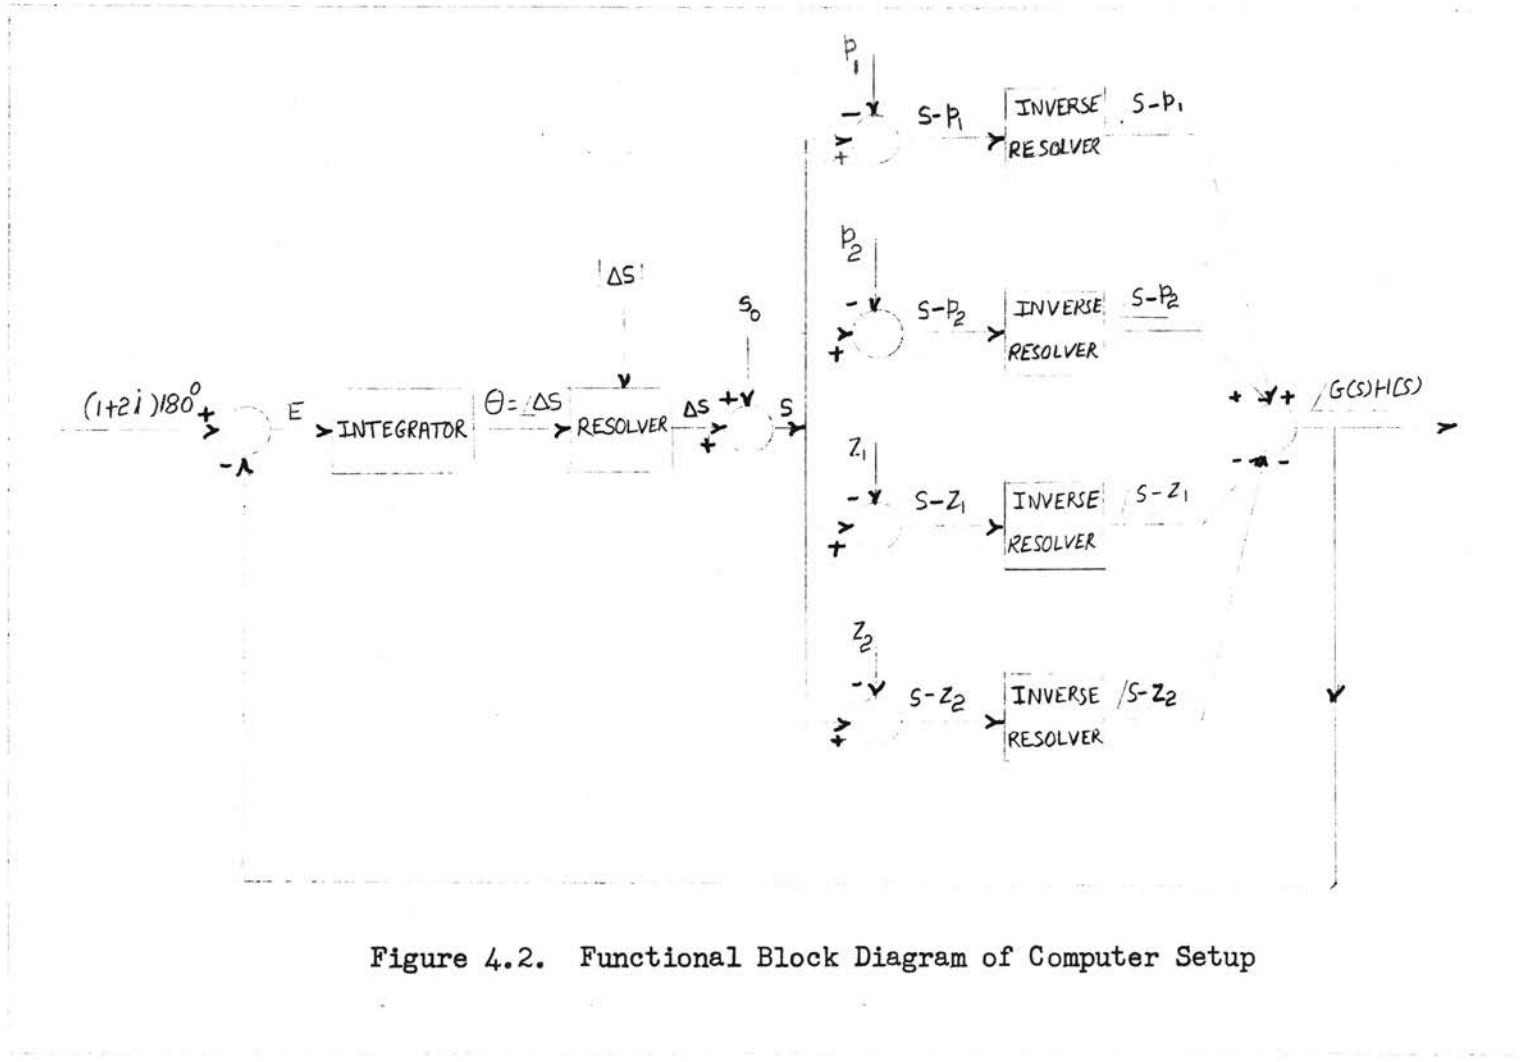 p1
- S-p1 INVERSE S-p1
+ RESOLVER
p2
- S-p2 INVERSE S-p2
+ RESOLVER
|ΔS|
S0
(1+2i)180° + E INTEGRATOR θ=/ΔS RESOLVER ΔS + S
-
+
+ + /G(S)H(S)
- -
Z1
- S-Z1 INVERSE /S-Z1
+ RESOLVER
Z2
- S-Z2 INVERSE /S-Z2
+ RESOLVER
Figure 4.2. Functional Block Diagram of Computer Setup